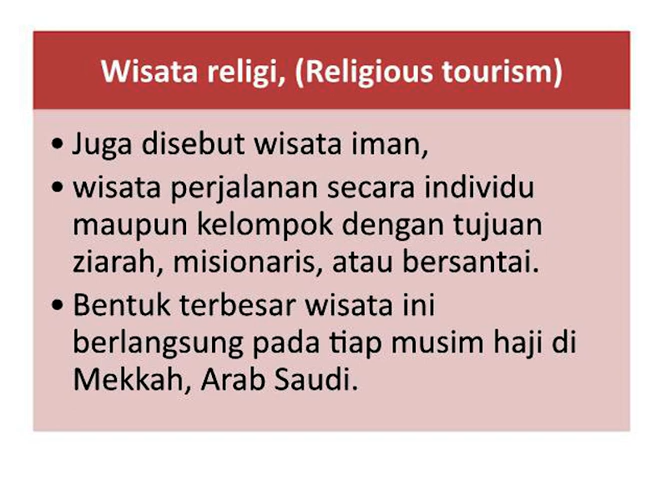 Wisata religi, (Religious tourism)
• Juga disebut wisata iman,
• wisata perjalanan secara individu
maupun kelompok dengan tujuan
ziarah, misionaris, atau bersantai.
• Bentuk terbesar wisata ini
berlangsung pada tiap musim haji di
Mekkah, Arab Saudi.